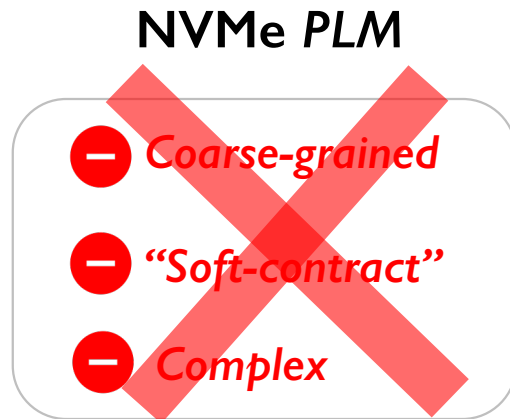 NVMe PLM
Coarse-grained
“Soft-contract”
Complex